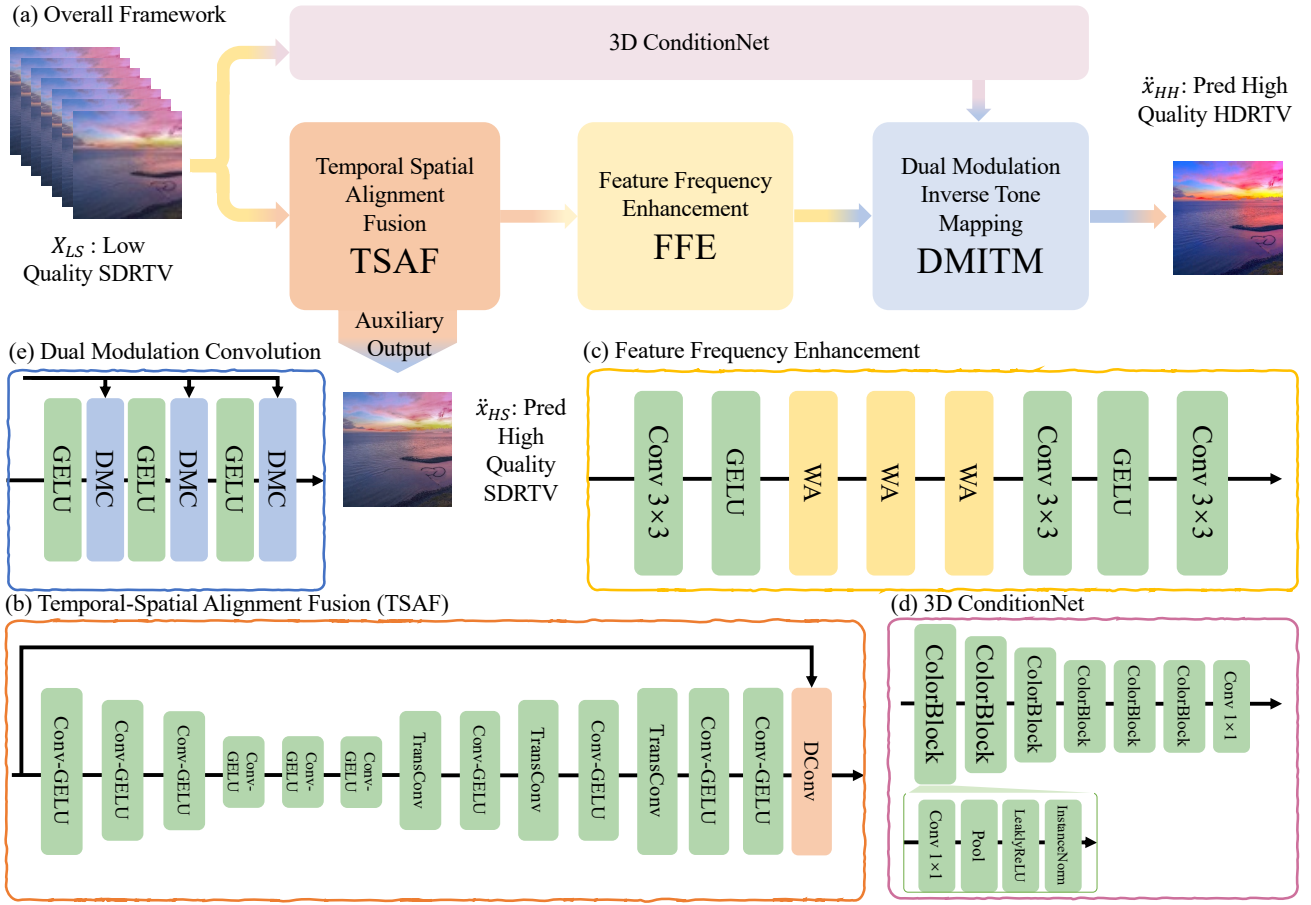 (a) Overall Framework
3D ConditionNet
X_LS : Low
Quality SDRTV
Temporal Spatial
Alignment
Fusion
TSAF
Feature Frequency
Enhancement
FFE
Dual Modulation
Inverse Tone
Mapping
DMITM
ẍ_HH: Pred High
Quality HDRTV
Auxiliary
Output
ẍ_HS: Pred
High
Quality
SDRTV
(e) Dual Modulation Convolution
GELU
DMC
GELU
DMC
GELU
DMC
(c) Feature Frequency Enhancement
Conv 3×3
GELU
WA
WA
WA
Conv 3×3
GELU
Conv 3×3
(b) Temporal-Spatial Alignment Fusion (TSAF)
Conv-GELU
Conv-GELU
Conv-GELU
Conv-
GELU
Conv-
GELU
Conv-
GELU
TransConv
Conv-GELU
TransConv
Conv-GELU
TransConv
Conv-GELU
Conv-GELU
DConv
(d) 3D ConditionNet
ColorBlock
ColorBlock
ColorBlock
ColorBlock
ColorBlock
ColorBlock
Conv 1×1
Conv 1×1
Pool
LeaklyReLU
InstanceNorm